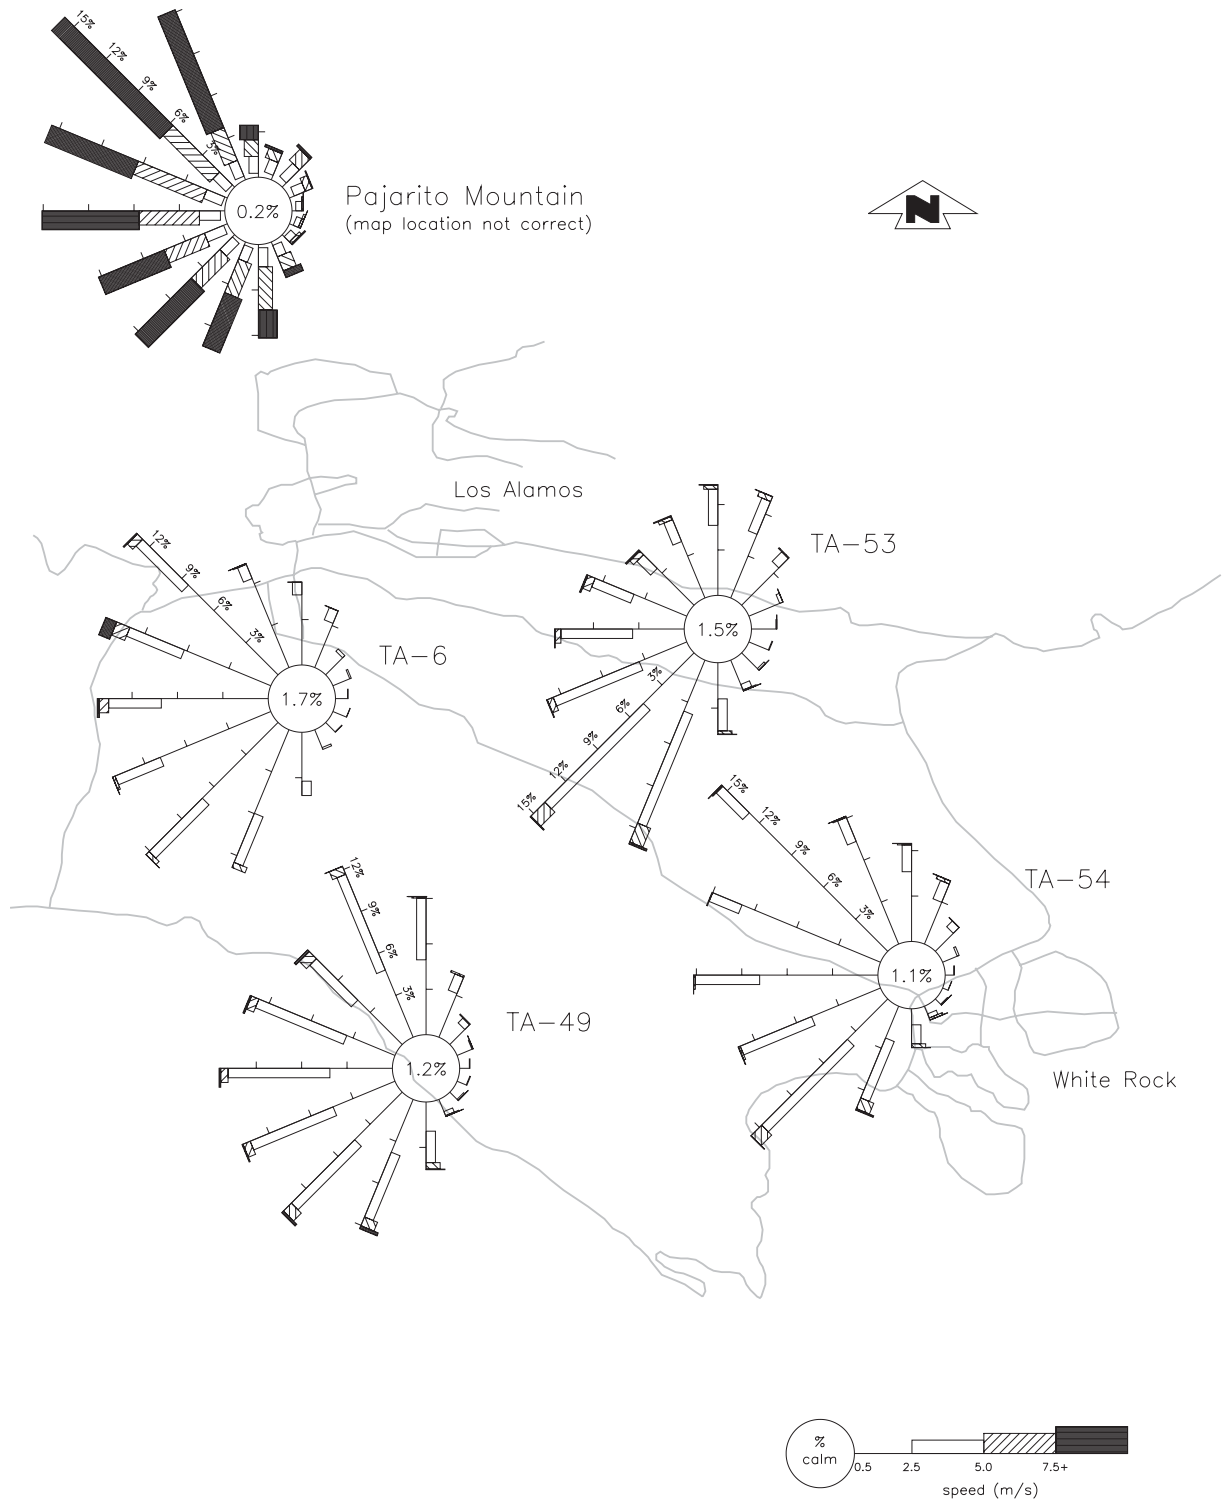 15%
12%
9%
6%
3%
0.2%
Pajarito Mountain
(map location not correct)
N
Los Alamos
12%
9%
6%
3%
1.7%
TA-6
TA-53
1.5%
3%
6%
9%
12%
15%
12%
9%
6%
3%
1.2%
TA-49
15%
12%
9%
6%
3%
1.1%
TA-54
White Rock
%
calm
0.5 2.5 5.0 7.5+
speed (m/s)